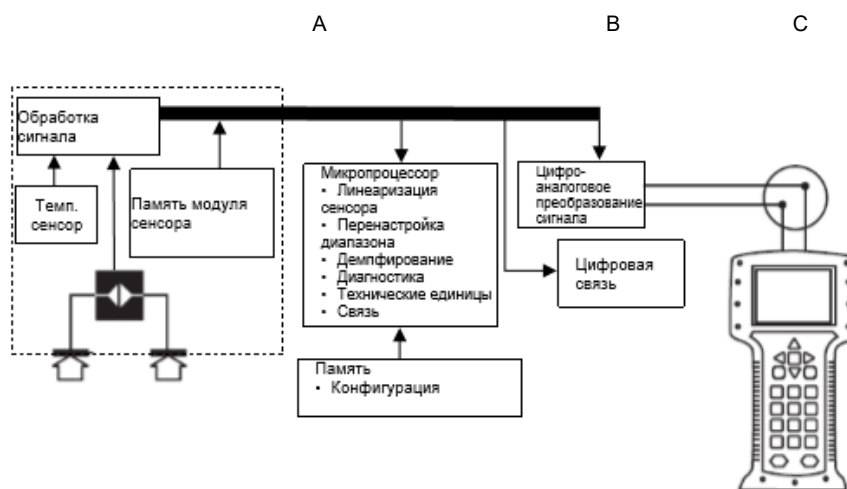 A B C
Обработка
сигнала
Темп.
сенсор
Память модуля
сенсора
Микропроцессор
• Линеаризация
сенсора
• Перенастройка
диапазона
• Демпфирование
• Диагностика
• Технические единицы
• Связь
Память
• Конфигурация
Цифро-
аналоговое
преобразование
сигнала
Цифровая
связь